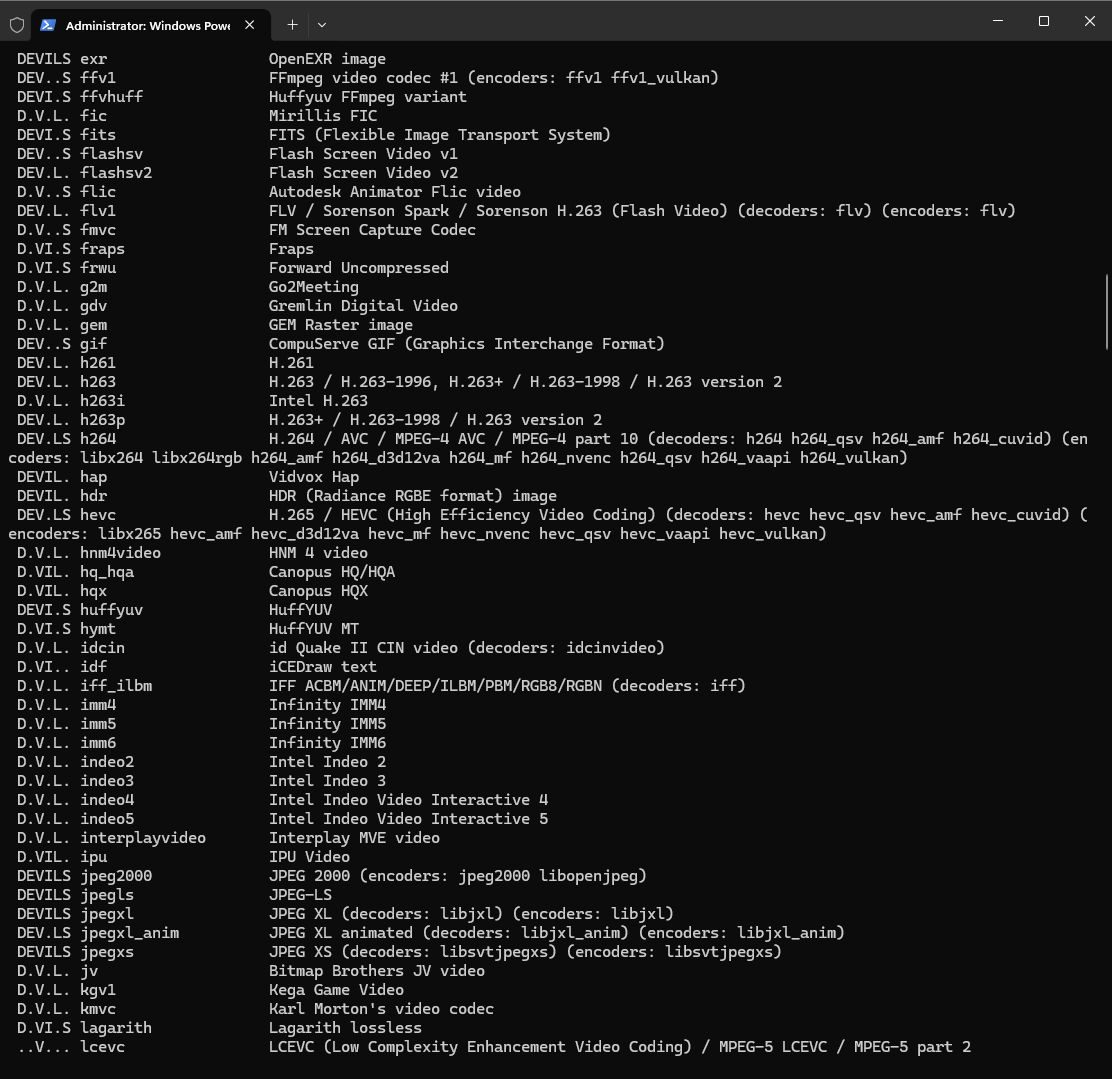 Administrator: Windows Powe
DEVILS exr                  OpenEXR image
DEV..S ffv1                 FFmpeg video codec #1 (encoders: ffv1 ffv1_vulkan)
DEVI.S ffvhuff              Huffyuv FFmpeg variant
D.V.L. fic                  Mirillis FIC
DEVI.S fits                 FITS (Flexible Image Transport System)
DEV..S flashsv              Flash Screen Video v1
DEV.L. flashsv2             Flash Screen Video v2
D.V..S flic                 Autodesk Animator Flic video
DEV.L. flv1                 FLV / Sorenson Spark / Sorenson H.263 (Flash Video) (decoders: flv) (encoders: flv)
D.V..S fmvc                 FM Screen Capture Codec
D.VI.S fraps                Fraps
D.VI.S frwu                 Forward Uncompressed
D.V.L. g2m                  Go2Meeting
D.V.L. gdv                  Gremlin Digital Video
D.V.L. gem                  GEM Raster image
DEV..S gif                  CompuServe GIF (Graphics Interchange Format)
DEV.L. h261                 H.261
DEV.L. h263                 H.263 / H.263-1996, H.263+ / H.263-1998 / H.263 version 2
D.V.L. h263i                Intel H.263
DEV.L. h263p                H.263+ / H.263-1998 / H.263 version 2
DEV.LS h264                 H.264 / AVC / MPEG-4 AVC / MPEG-4 part 10 (decoders: h264 h264_qsv h264_amf h264_cuvid) (en
coders: libx264 libx264rgb h264_amf h264_d3d12va h264_mf h264_nvenc h264_qsv h264_vaapi h264_vulkan)
DEVIL. hap                  Vidvox Hap
DEVIL. hdr                  HDR (Radiance RGBE format) image
DEV.LS hevc                 H.265 / HEVC (High Efficiency Video Coding) (decoders: hevc hevc_qsv hevc_amf hevc_cuvid) (
encoders: libx265 hevc_amf hevc_d3d12va hevc_mf hevc_nvenc hevc_qsv hevc_vaapi hevc_vulkan)
D.V.L. hnm4video            HNM 4 video
D.VIL. hq_hqa               Canopus HQ/HQA
D.VIL. hqx                  Canopus HQX
DEVI.S huffyuv              HuffYUV
D.VI.S hymt                 HuffYUV MT
D.V.L. idcin                id Quake II CIN video (decoders: idcinvideo)
D.VI.. idf                  iCEDraw text
D.V.L. iff_ilbm             IFF ACBM/ANIM/DEEP/ILBM/PBM/RGB8/RGBN (decoders: iff)
D.V.L. imm4                 Infinity IMM4
D.V.L. imm5                 Infinity IMM5
D.V.L. imm6                 Infinity IMM6
D.V.L. indeo2               Intel Indeo 2
D.V.L. indeo3               Intel Indeo 3
D.V.L. indeo4               Intel Indeo Video Interactive 4
D.V.L. indeo5               Intel Indeo Video Interactive 5
D.V.L. interplayvideo       Interplay MVE video
D.VIL. ipu                  IPU Video
DEVILS jpeg2000             JPEG 2000 (encoders: jpeg2000 libopenjpeg)
DEVILS jpegls               JPEG-LS
DEVILS jpegxl               JPEG XL (decoders: libjxl) (encoders: libjxl)
DEV.LS jpegxl_anim          JPEG XL animated (decoders: libjxl_anim) (encoders: libjxl_anim)
DEVILS jpegxs               JPEG XS (decoders: libsvtjpegxs) (encoders: libsvtjpegxs)
D.V.L. jv                   Bitmap Brothers JV video
D.V.L. kgv1                 Kega Game Video
D.V.L. kmvc                 Karl Morton's video codec
D.VI.S lagarith             Lagarith lossless
..V... lcevc                LCEVC (Low Complexity Enhancement Video Coding) / MPEG-5 LCEVC / MPEG-5 part 2